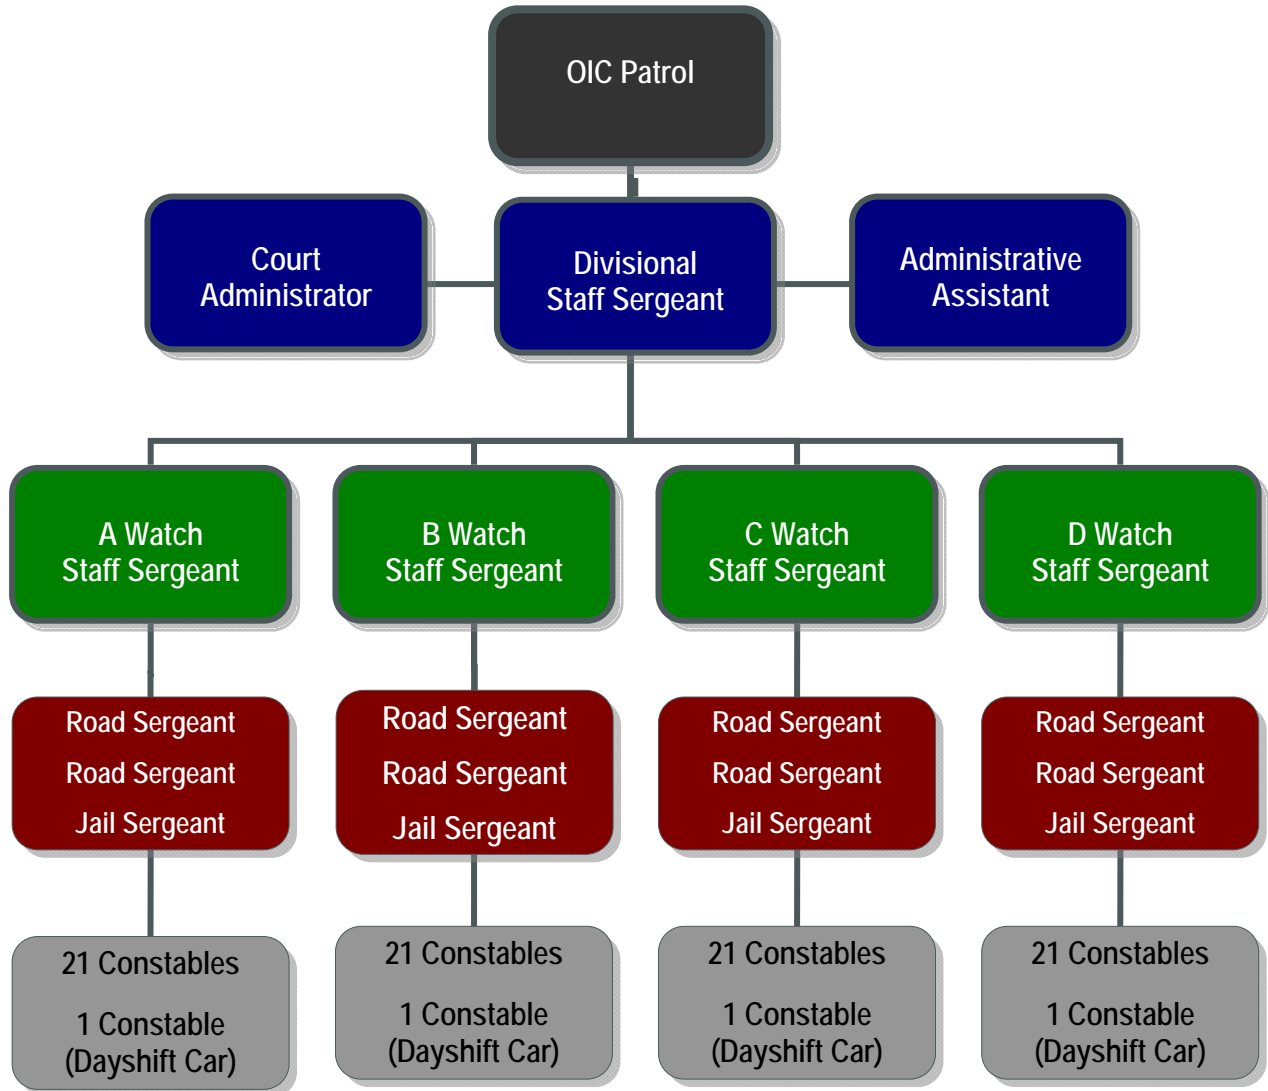 OIC Patrol
Court
Administrator
Divisional
Staff Sergeant
Administrative
Assistant
A Watch
Staff Sergeant
B Watch
Staff Sergeant
C Watch
Staff Sergeant
D Watch
Staff Sergeant
Road Sergeant
Road Sergeant
Jail Sergeant
Road Sergeant
Road Sergeant
Jail Sergeant
Road Sergeant
Road Sergeant
Jail Sergeant
Road Sergeant
Road Sergeant
Jail Sergeant
21 Constables
1 Constable
(Dayshift Car)
21 Constables
1 Constable
(Dayshift Car)
21 Constables
1 Constable
(Dayshift Car)
21 Constables
1 Constable
(Dayshift Car)